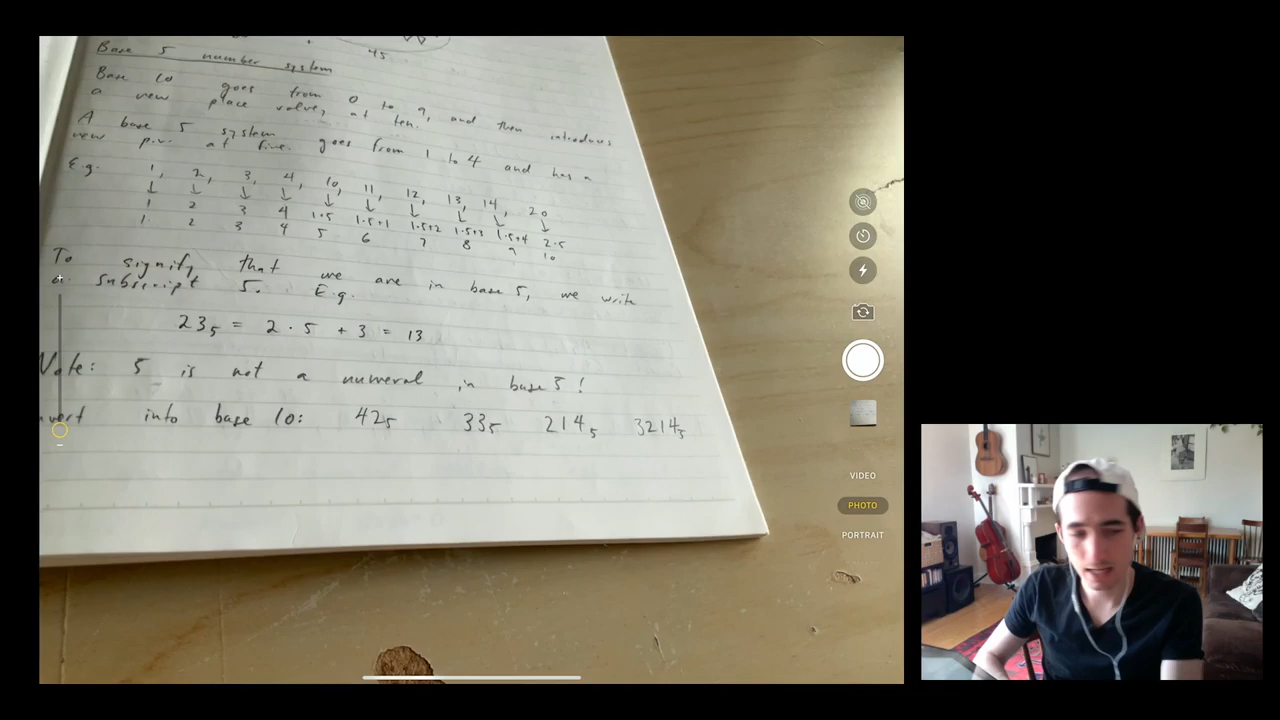 45
Base 5 number system
Base 10 goes from 0 to 9, and then introduces
a new place value, at ten.
A base 5 system goes from 1 to 4 and has a
new p.v. at five.
E.g. 1, 2, 3, 4, 10, 11, 12, 13, 14, 20
↓ ↓ ↓ ↓ ↓ ↓ ↓ ↓ ↓ ↓
1 2 3 4 1·5 1·5+1 1·5+2 1·5+3 1·5+4 2·5
1 2 3 4 5 6 7 8 9 10
To signify that we are in base 5, we write
a subscript 5. E.g.
23₅ = 2 · 5 + 3 = 13
Note: 5 is not a numeral in base 5!
nvert into base 10: 42₅ 33₅ 214₅ 3214₅
VIDEO
PHOTO
PORTRAIT